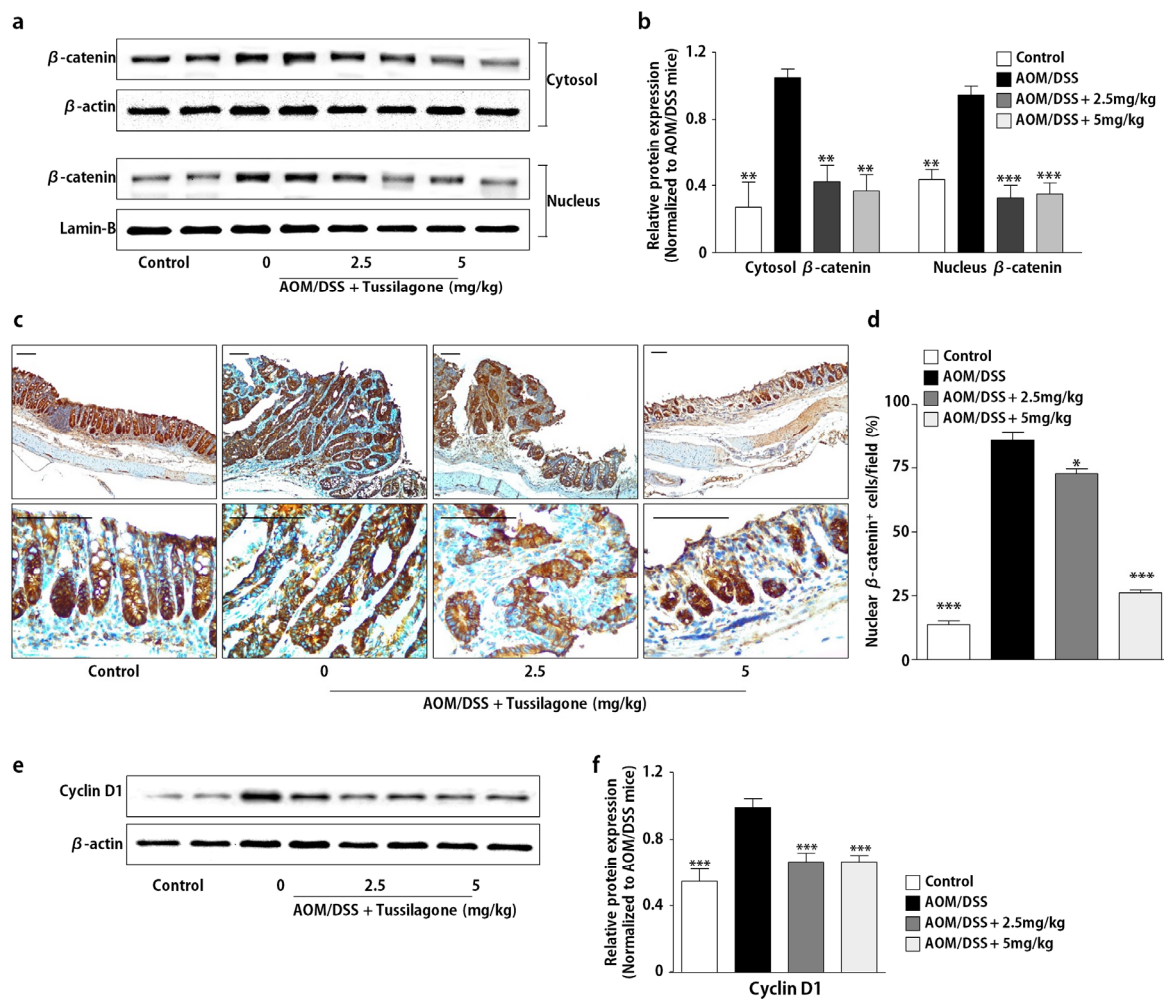 a
β-catenin
β-actin
Cytosol
β-catenin
Lamin-B
Nucleus
Control 0 2.5 5
AOM/DSS + Tussilagone (mg/kg)
b
Relative protein expression
(Normalized to AOM/DSS mice)
1.2
0.8
0.4
0
** ** ** ** *** ***
Cytosol β-catenin Nucleus β-catenin
Control
AOM/DSS
AOM/DSS + 2.5mg/kg
AOM/DSS + 5mg/kg
c
Control 0 2.5 5
AOM/DSS + Tussilagone (mg/kg)
d
Control
AOM/DSS
AOM/DSS + 2.5mg/kg
AOM/DSS + 5mg/kg
Nuclear β-catenin⁺ cells/field (%)
100
75
50
25
0
*** * ***
e
Cyclin D1
β-actin
Control 0 2.5 5
AOM/DSS + Tussilagone (mg/kg)
f
Relative protein expression
(Normalized to AOM/DSS mice)
1.2
0.8
0.4
0
*** *** ***
Cyclin D1
Control
AOM/DSS
AOM/DSS + 2.5mg/kg
AOM/DSS + 5mg/kg